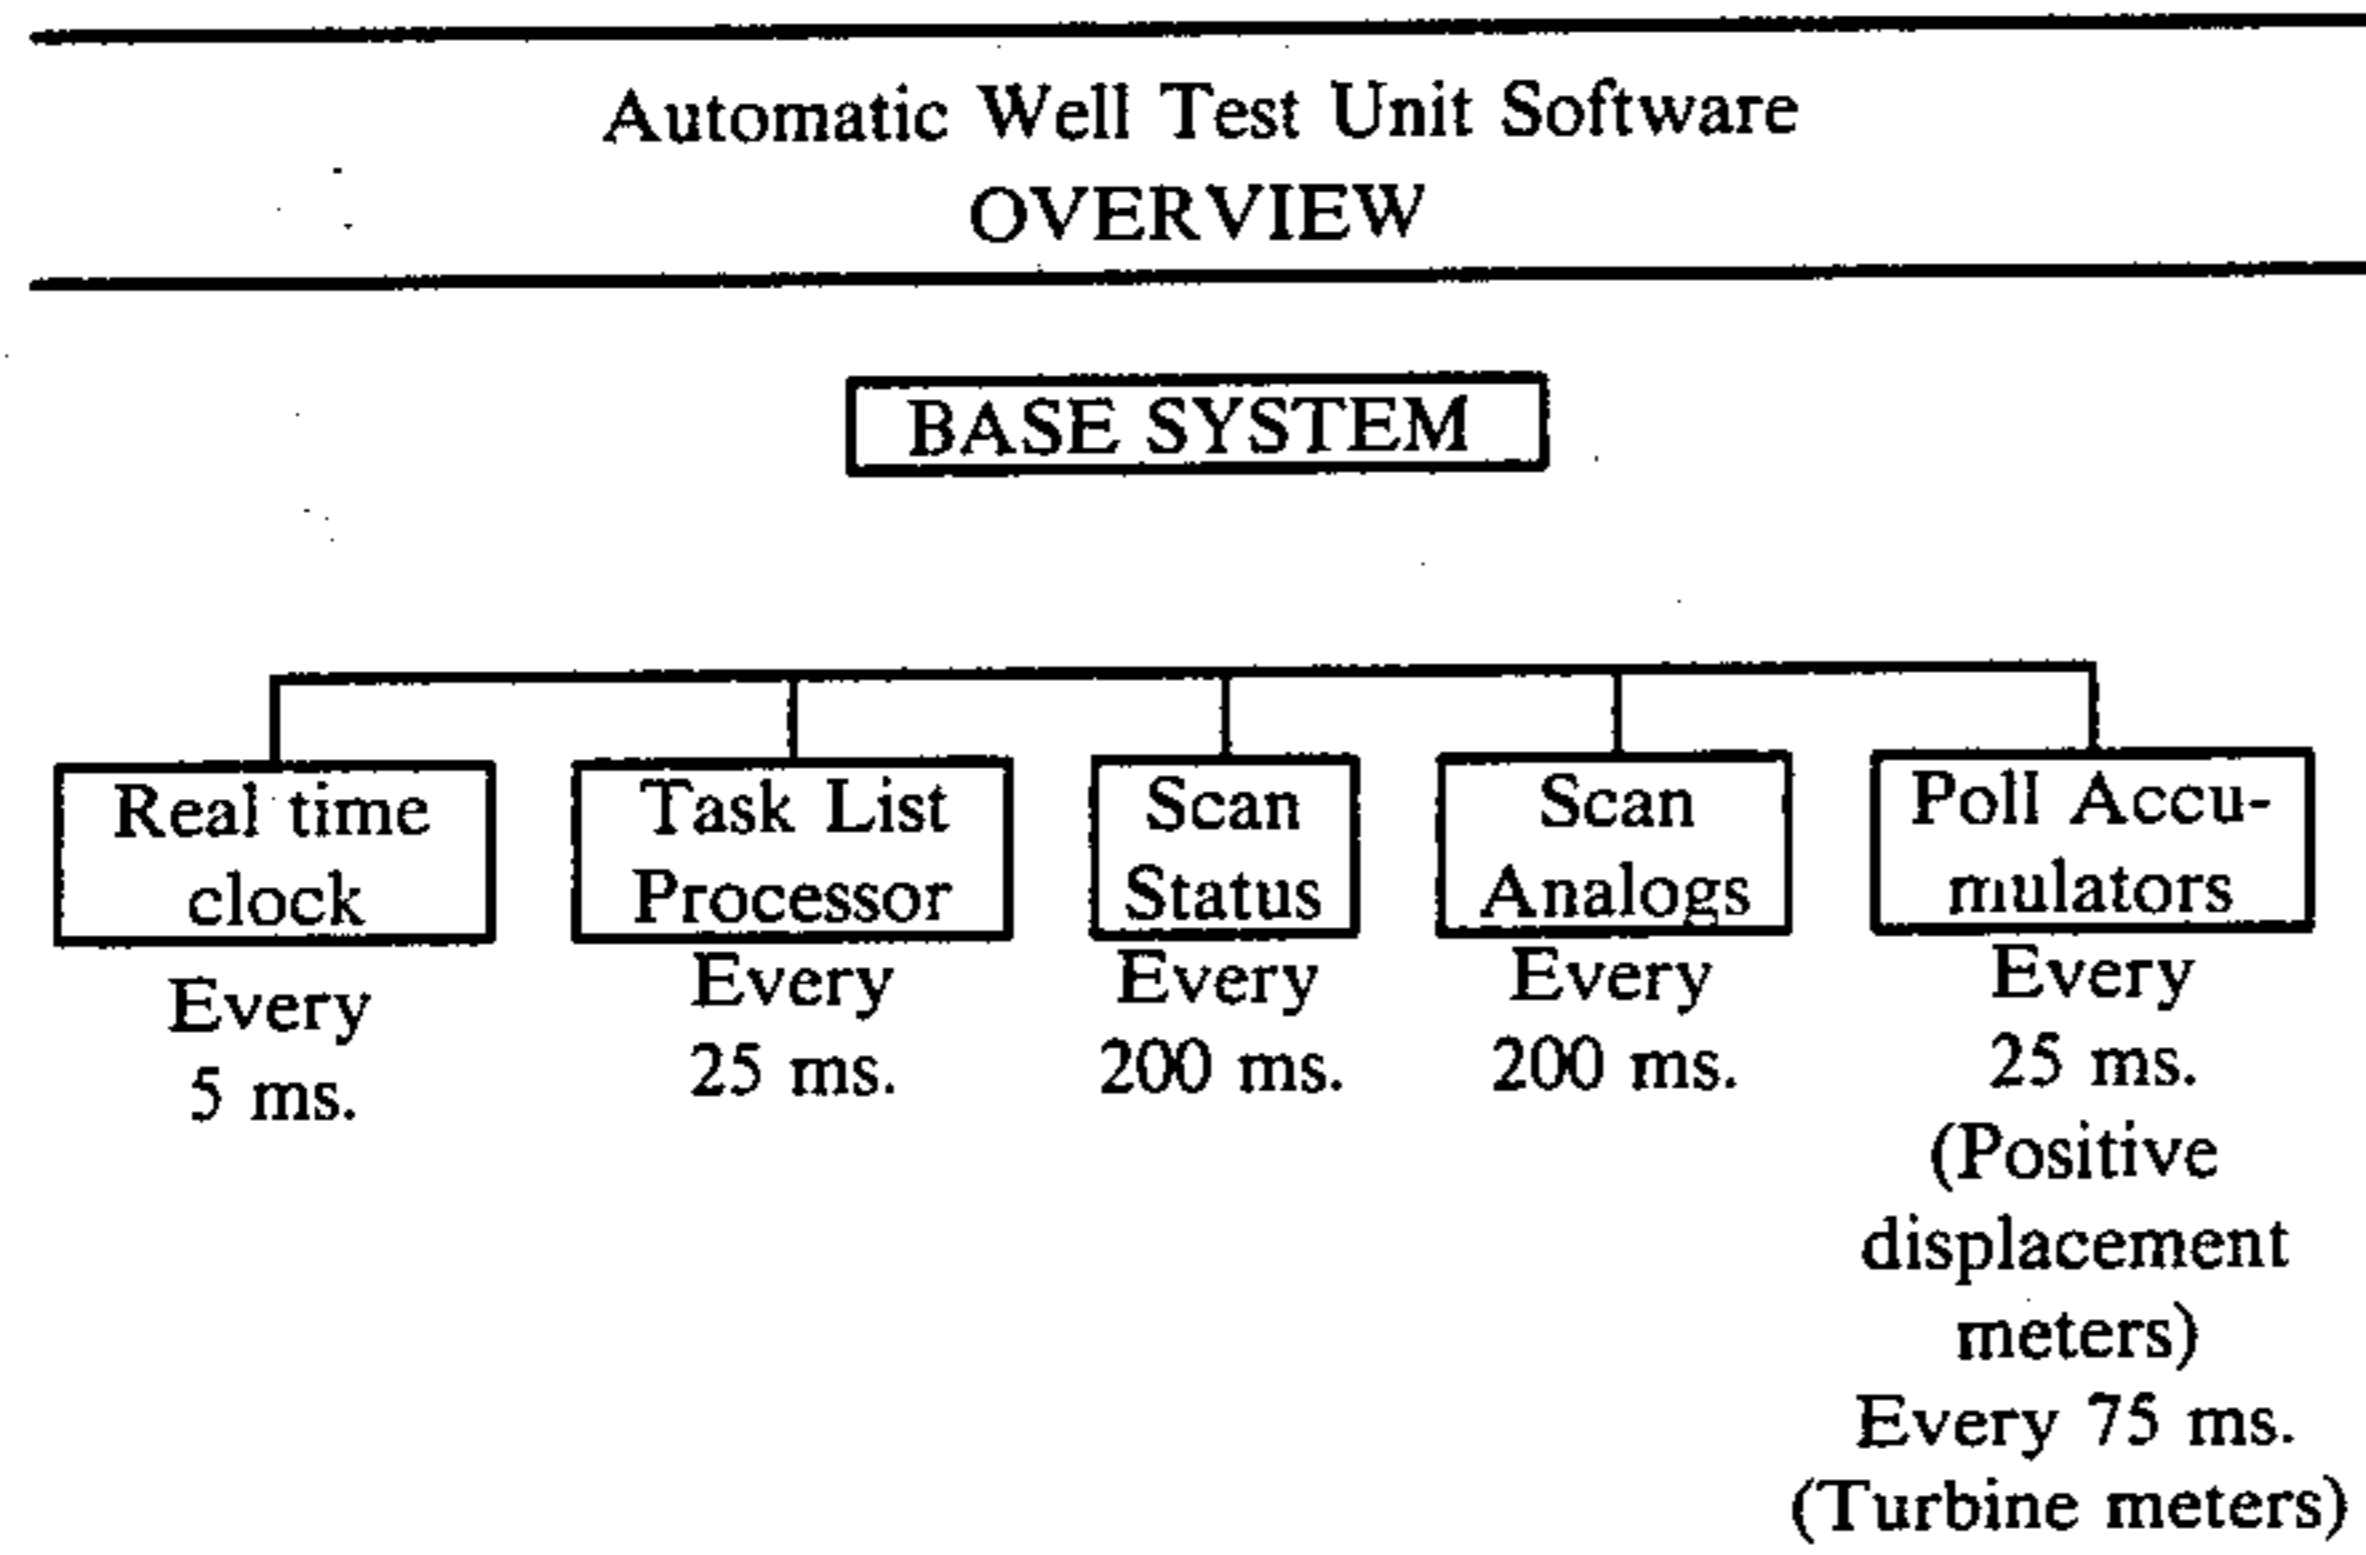 Automatic Well Test Unit Software
OVERVIEW
BASE SYSTEM
Real time
clock
Every
5 ms.
Task List
Processor
Every
25 ms.
Scan
Status
Every
200 ms.
Scan
Analogs
Every
200 ms.
Poll Accu-
mulators
Every
25 ms.
(Positive
displacement
meters)
Every 75 ms.
(Turbine meters)